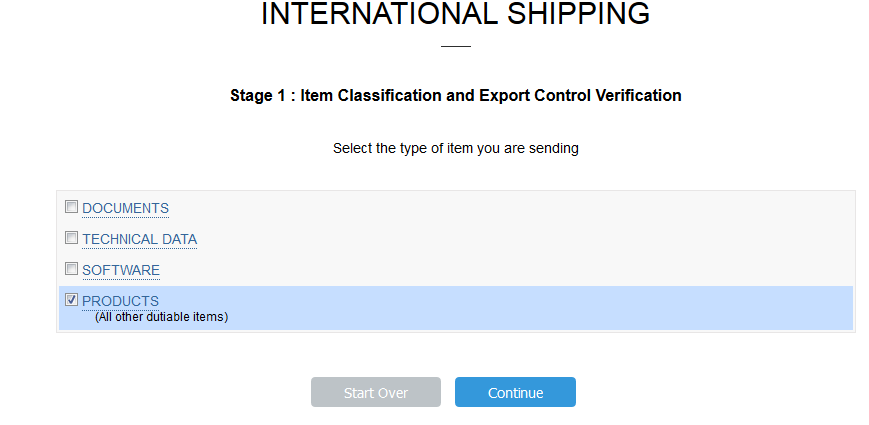 INTERNATIONAL SHIPPING
Stage 1 : Item Classification and Export Control Verification
Select the type of item you are sending
DOCUMENTS
TECHNICAL DATA
SOFTWARE
PRODUCTS
(All other dutiable items)
Start Over
Continue